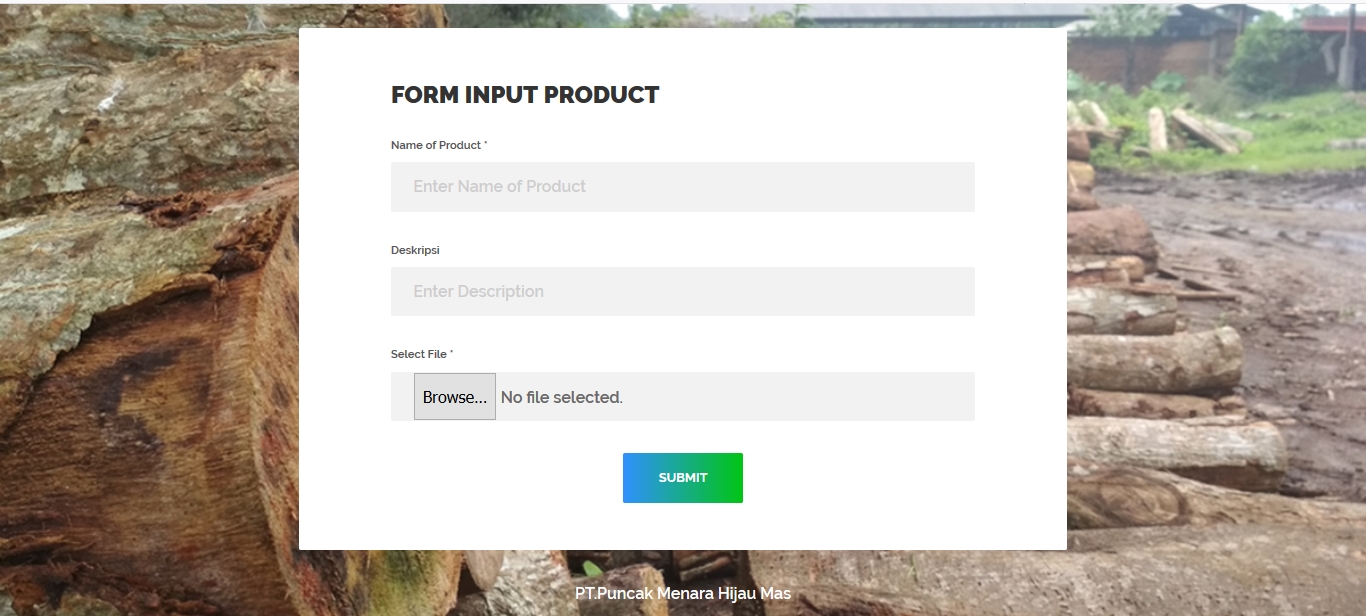 FORM INPUT PRODUCT
Name of Product *
Enter Name of Product
Deskripsi
Enter Description
Select File *
Browse... No file selected.
SUBMIT
PT.Puncak Menara Hijau Mas